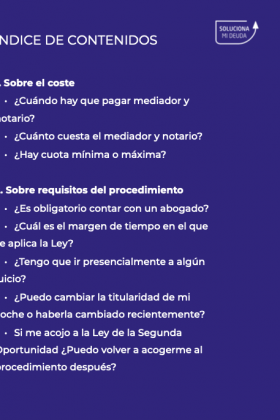 SOLUCIONA
MI DEUDA
NDICE DE CONTENIDOS
. Sobre el coste
• ¿Cuándo hay que pagar mediador y
notario?
• ¿Cuánto cuesta el mediador y notario?
• ¿Hay cuota mínima o máxima?
. Sobre requisitos del procedimiento
• ¿Es obligatorio contar con un abogado?
• ¿Cuál es el margen de tiempo en el que
e aplica la Ley?
• ¿Tengo que ir presencialmente a algún
uicio?
• ¿Puedo cambiar la titularidad de mi
oche o haberla cambiado recientemente?
• Si me acojo a la Ley de la Segunda
Oportunidad ¿Puedo volver a acogerme al
procedimiento después?